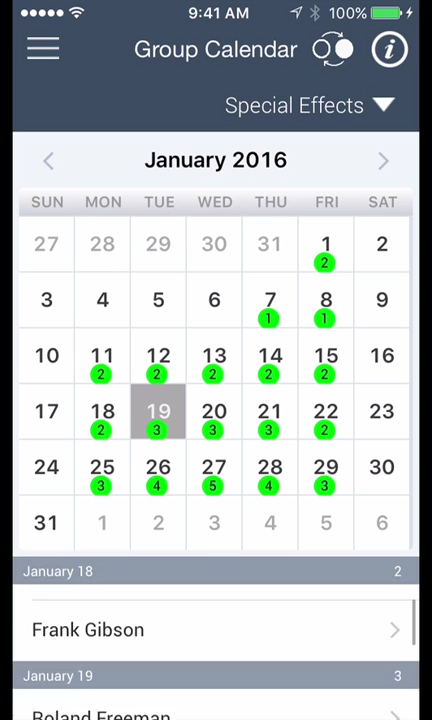 9:41 AM 100%
Group Calendar i
Special Effects
January 2016
SUN MON TUE WED THU FRI SAT
27 28 29 30 31 1 2
2
3 4 5 6 7 8 9
1 1
10 11 12 13 14 15 16
2 2 2 2 2
17 18 19 20 21 22 23
2 3 3 3 2
24 25 26 27 28 29 30
3 4 5 4 3
31 1 2 3 4 5 6
January 18 2
Frank Gibson
January 19 3
Roland Freeman